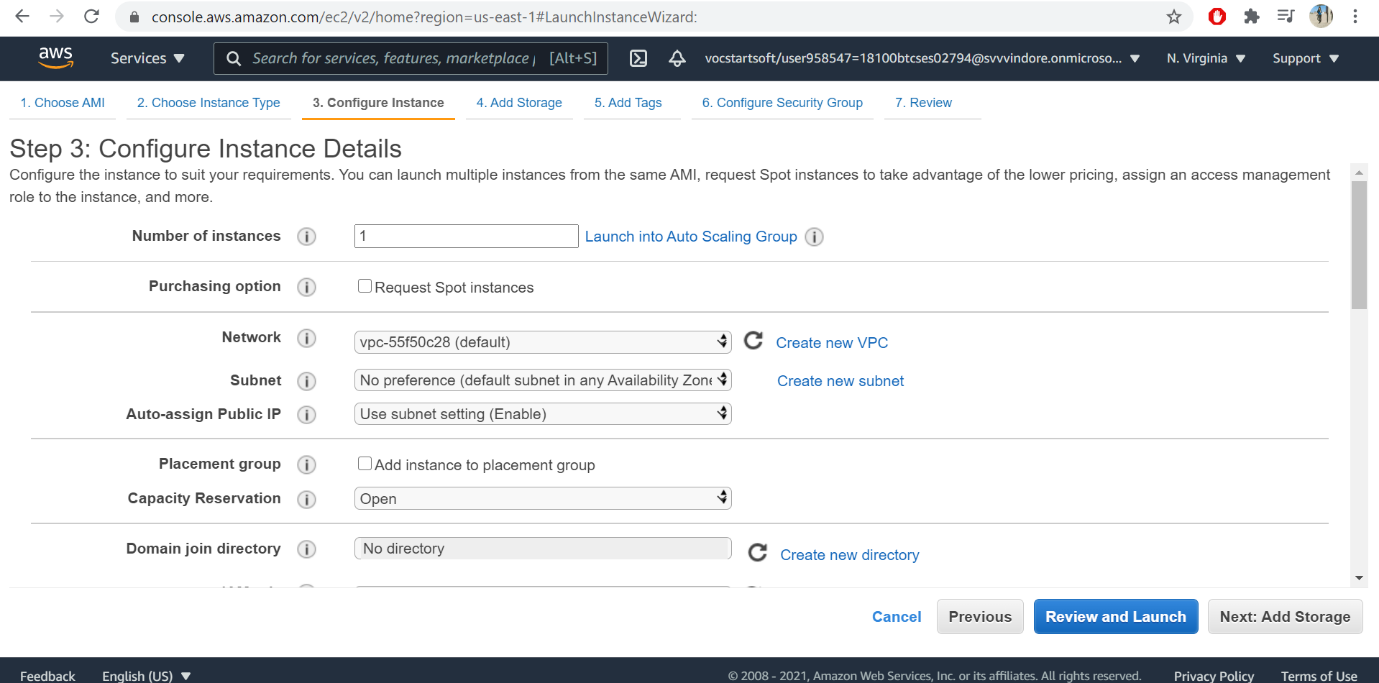 console.aws.amazon.com/ec2/v2/home?region=us-east-1#LaunchInstanceWizard:
aws Services Search for services, features, marketplace p [Alt+S] vocstartsoft/user958547=18100btcses02794@svvvindore.onmicroso... N. Virginia Support
1. Choose AMI 2. Choose Instance Type 3. Configure Instance 4. Add Storage 5. Add Tags 6. Configure Security Group 7. Review
Step 3: Configure Instance Details
Configure the instance to suit your requirements. You can launch multiple instances from the same AMI, request Spot instances to take advantage of the lower pricing, assign an access management
role to the instance, and more.
Number of instances 1 Launch into Auto Scaling Group
Purchasing option Request Spot instances
Network vpc-55f50c28 (default) Create new VPC
Subnet No preference (default subnet in any Availability Zone Create new subnet
Auto-assign Public IP Use subnet setting (Enable)
Placement group Add instance to placement group
Capacity Reservation Open
Domain join directory No directory Create new directory
Cancel Previous Review and Launch Next: Add Storage
Feedback English (US) © 2008 - 2021, Amazon Web Services, Inc. or its affiliates. All rights reserved. Privacy Policy Terms of Use